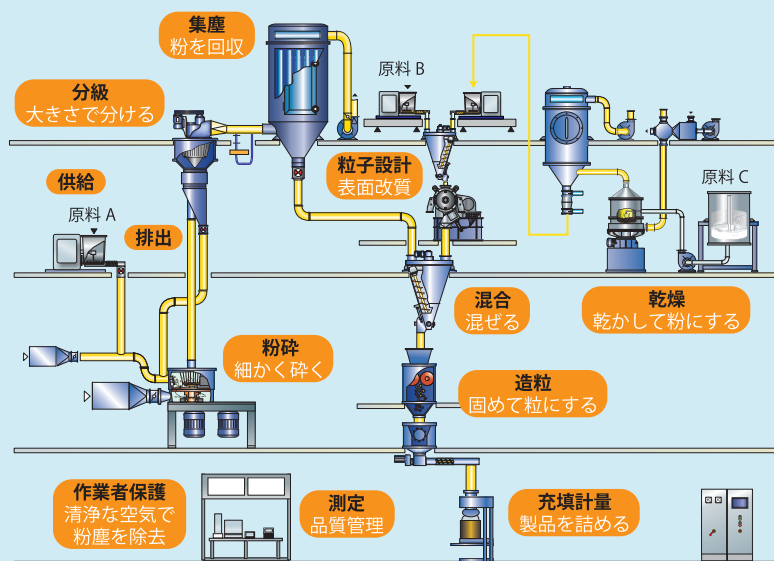 集塵
粉を回収
原料 B
分級
大きさで分ける
粒子設計
表面改質
供給
原料 A
排出
原料 C
混合
混ぜる
乾燥
乾かして粉にする
粉砕
細かく砕く
造粒
固めて粒にする
作業者保護
清浄な空気で
粉塵を除去
測定
品質管理
充填計量
製品を詰める